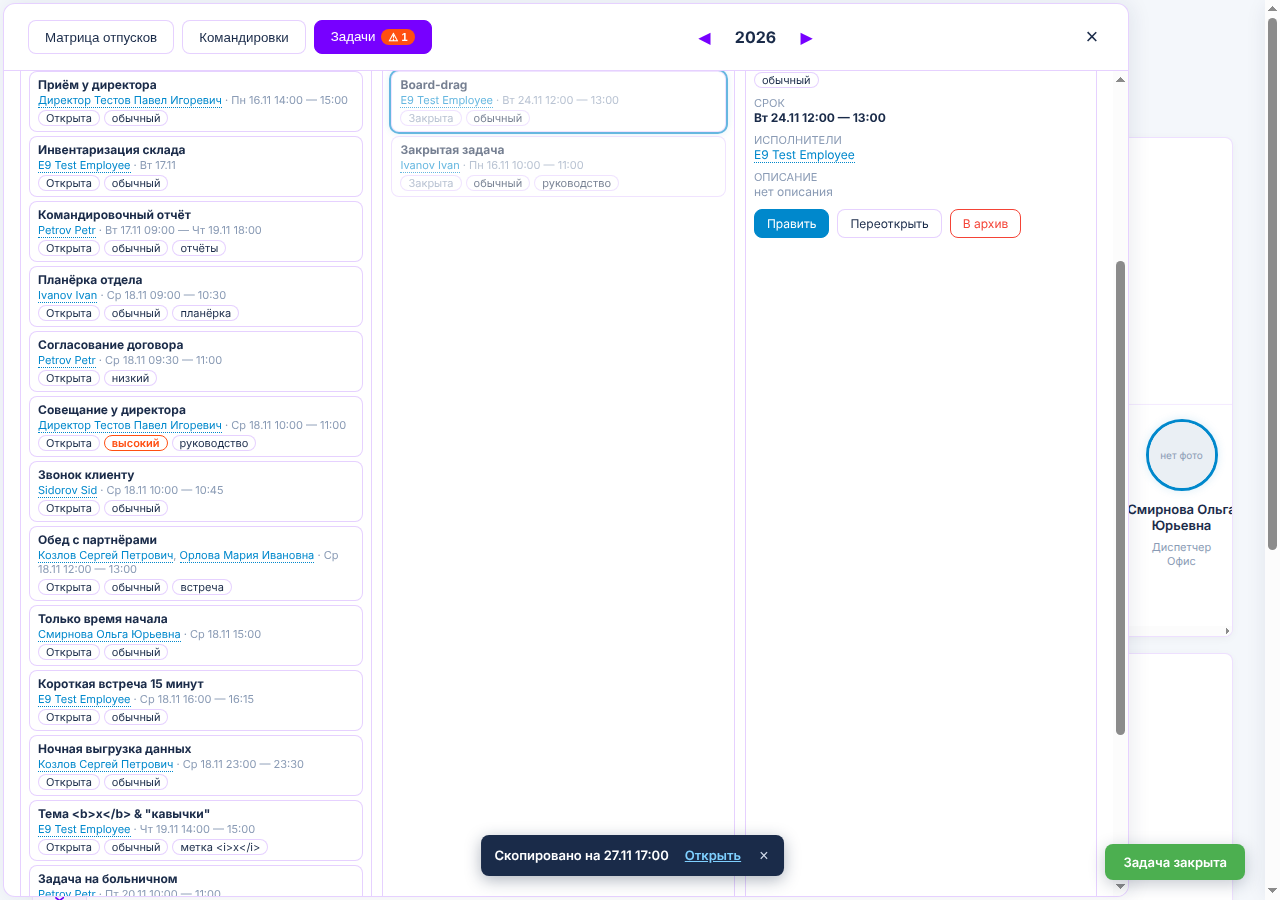 Матрица отпусков
Командировки
Задачи ⚠ 1
◀ 2026 ▶
×
Приём у директора
Директор Тестов Павел Игоревич · Пн 16.11 14:00 — 15:00
Открыта обычный
Инвентаризация склада
E9 Test Employee · Вт 17.11
Открыта обычный
Командировочный отчёт
Petrov Petr · Вт 17.11 09:00 — Чт 19.11 18:00
Открыта обычный отчёты
Планёрка отдела
Ivanov Ivan · Ср 18.11 09:00 — 10:30
Открыта обычный планёрка
Согласование договора
Petrov Petr · Ср 18.11 09:30 — 11:00
Открыта низкий
Совещание у директора
Директор Тестов Павел Игоревич · Ср 18.11 10:00 — 11:00
Открыта высокий руководство
Звонок клиенту
Sidorov Sid · Ср 18.11 10:00 — 10:45
Открыта обычный
Обед с партнёрами
Козлов Сергей Петрович, Орлова Мария Ивановна · Ср
18.11 12:00 — 13:00
Открыта обычный встреча
Только время начала
Смирнова Ольга Юрьевна · Ср 18.11 15:00
Открыта обычный
Короткая встреча 15 минут
E9 Test Employee · Ср 18.11 16:00 — 16:15
Открыта обычный
Ночная выгрузка данных
Козлов Сергей Петрович · Ср 18.11 23:00 — 23:30
Открыта обычный
Тема <b>x</b> & "кавычки"
E9 Test Employee · Чт 19.11 14:00 — 15:00
Открыта обычный метка <i>x</i>
Задача на больничном
Petrov Petr · Пт 20.11 10:00 — 11:00
Board-drag
E9 Test Employee · Вт 24.11 12:00 — 13:00
Закрыта обычный
Закрытая задача
Ivanov Ivan · Пн 16.11 10:00 — 11:00
Закрыта обычный руководство
обычный
СРОК
Вт 24.11 12:00 — 13:00
ИСПОЛНИТЕЛИ
E9 Test Employee
ОПИСАНИЕ
нет описания
Править Переоткрыть В архив
нет фото
Смирнова Ольга
Юрьевна
Диспетчер
Офис
Скопировано на 27.11 17:00 Открыть ×
Задача закрыта